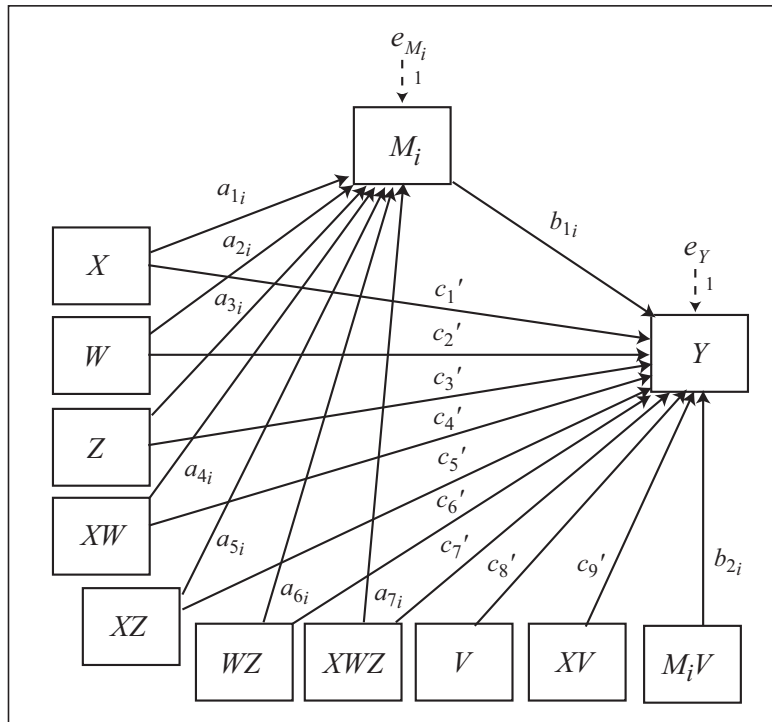 e_{M_i}
1
M_i
a_{1i}
a_{2i}
b_{1i}
X
a_{3i}
c_1′
e_Y
1
W
c_2′
Y
c_3′
Z
c_4′
a_{4i}
c_5′
XW
c_6′
a_{5i}
c_7′
c_8′
c_9′
b_{2i}
a_{6i}
a_{7i}
XZ
WZ
XWZ
V
XV
M_iV